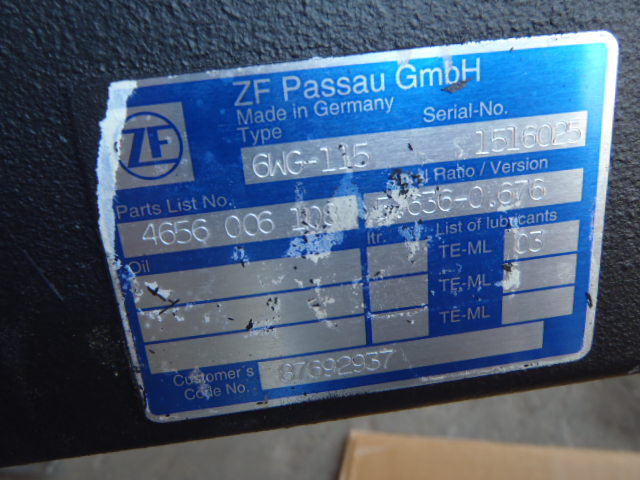 ZF Passau GmbH
Made in Germany
Type
Serial-No.
ZF
6WG-115
1516025
Ratio / Version
Parts List No.
4656 006 108
636-0.676
Oil
ltr.
List of lubricants
TE-ML
03
TE-ML
TE-ML
Customer's
Code No.
87692937